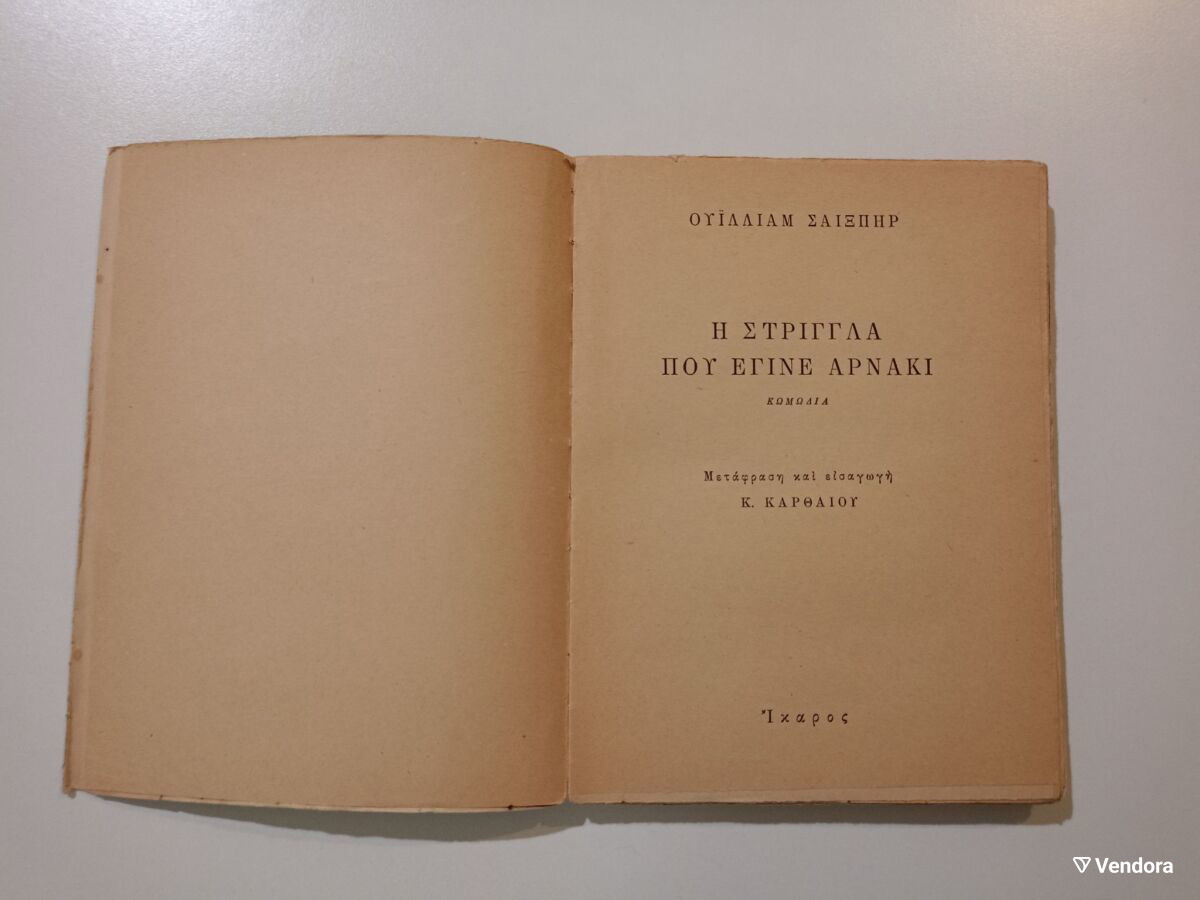 ΟΥΪΛΛΙΑΜ ΣΑΙΞΠΗΡ
Η ΣΤΡΙΓΓΛΑ
ΠΟΥ ΕΓΙΝΕ ΑΡΝΑΚΙ
ΚΩΜΩΔΙΑ
Μετάφραση καὶ εἰσαγωγὴ
Κ. ΚΑΡΘΑΙΟΥ
Ἴκαρος
Vendora